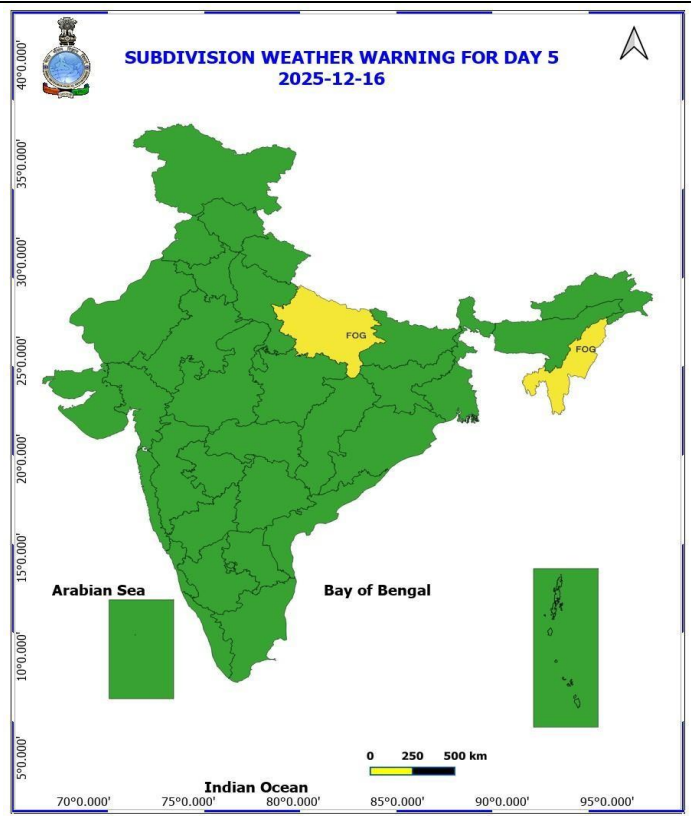 SUBDIVISION WEATHER WARNING FOR DAY 5
2025-12-16
40°0.000'
35°0.000'
30°0.000'
25°0.000'
20°0.000'
15°0.000'
10°0.000'
5°0.000'
FOG
FOG
Arabian Sea
Bay of Bengal
0 250 500 km
Indian Ocean
70°0.000' 75°0.000' 80°0.000' 85°0.000' 90°0.000' 95°0.000'